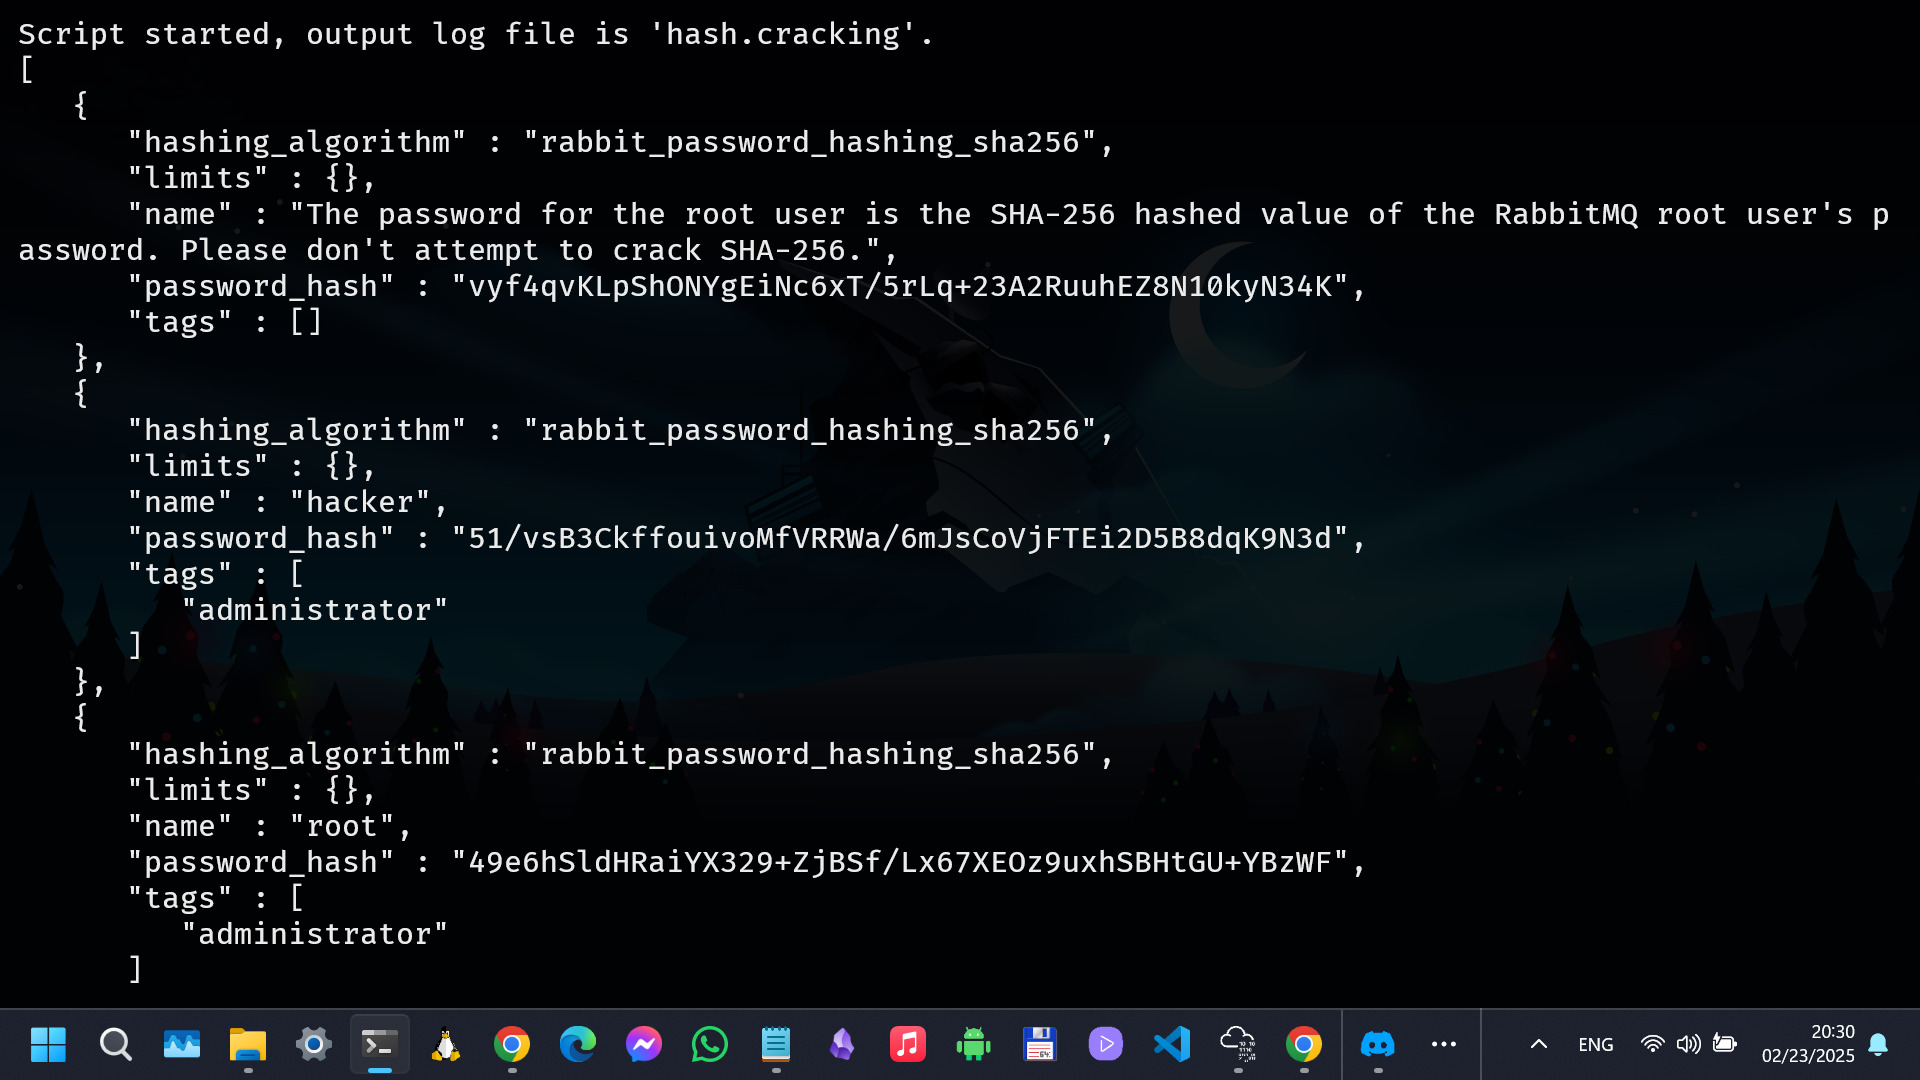 Script started, output log file is 'hash.cracking'.
[
   {
      "hashing_algorithm" : "rabbit_password_hashing_sha256",
      "limits" : {},
      "name" : "The password for the root user is the SHA-256 hashed value of the RabbitMQ root user's p
assword. Please don't attempt to crack SHA-256.",
      "password_hash" : "vyf4qvKLpShONYgEiNc6xT/5rLq+23A2RuuhEZ8N10kyN34K",
      "tags" : []
   },
   {
      "hashing_algorithm" : "rabbit_password_hashing_sha256",
      "limits" : {},
      "name" : "hacker",
      "password_hash" : "51/vsB3CkffouivoMfVRRWa/6mJsCoVjFTEi2D5B8dqK9N3d",
      "tags" : [
         "administrator"
      ]
   },
   {
      "hashing_algorithm" : "rabbit_password_hashing_sha256",
      "limits" : {},
      "name" : "root",
      "password_hash" : "49e6hSldHRaiYX329+ZjBSf/Lx67XEOz9uxhSBHtGU+YBzWF",
      "tags" : [
         "administrator"
      ]
64
ENG
20:30
02/23/2025